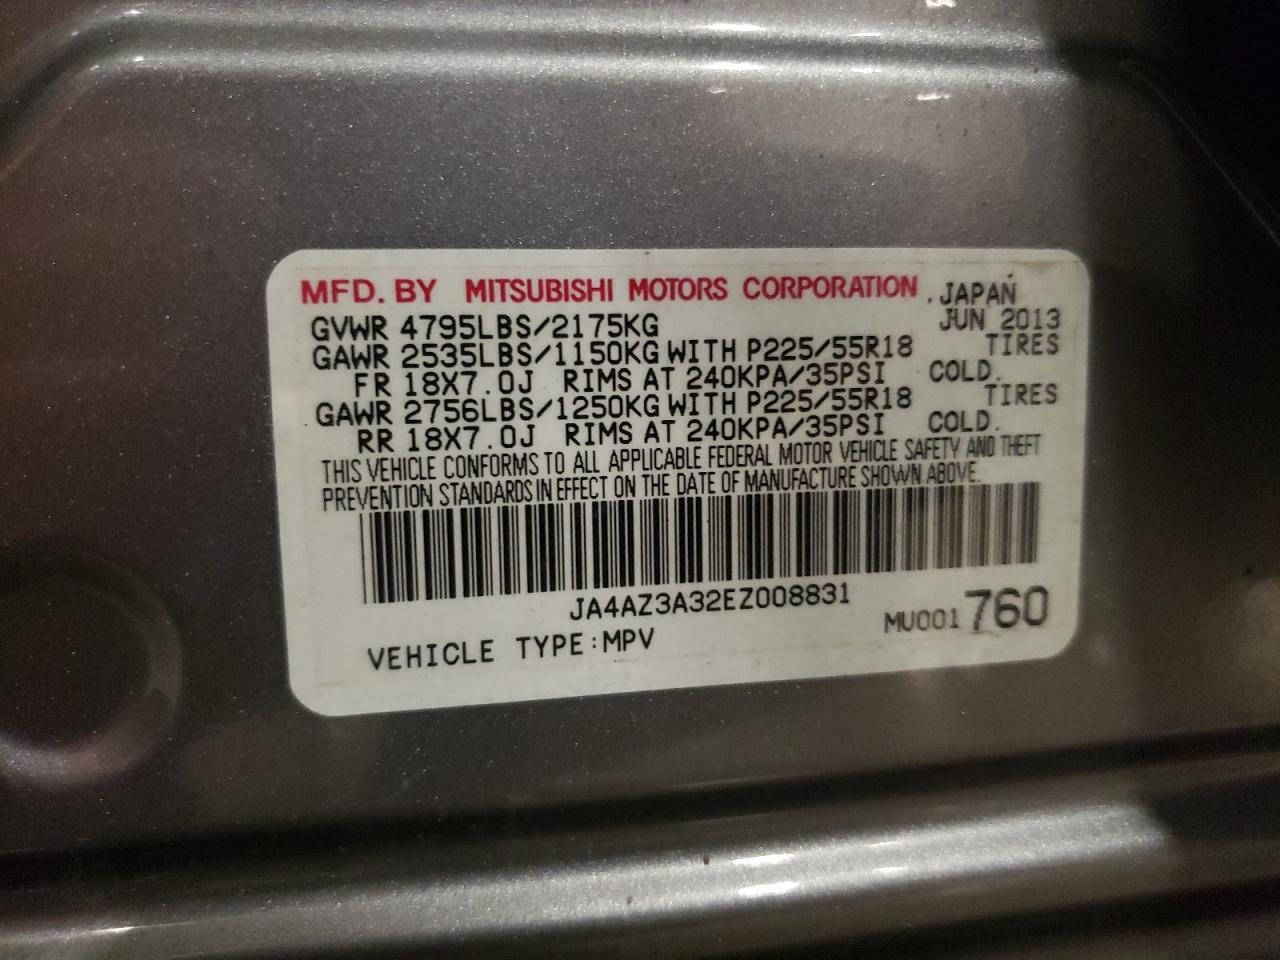 MFD. BY MITSUBISHI MOTORS CORPORATION . JAPAN
GVWR 4795LBS/2175KG JUN 2013
GAWR 2535LBS/1150KG WITH P225/55R18 TIRES
FR 18X7.0J RIMS AT 240KPA/35PSI COLD.
GAWR 2756LBS/1250KG WITH P225/55R18 TIRES
RR 18X7.0J RIMS AT 240KPA/35PSI COLD.
THIS VEHICLE CONFORMS TO ALL APPLICABLE FEDERAL MOTOR VEHICLE SAFETY AND THEFT
PREVENTION STANDARDS IN EFFECT ON THE DATE OF MANUFACTURE SHOWN ABOVE.
JA4AZ3A32EZ008831
VEHICLE TYPE:MPV MU001760